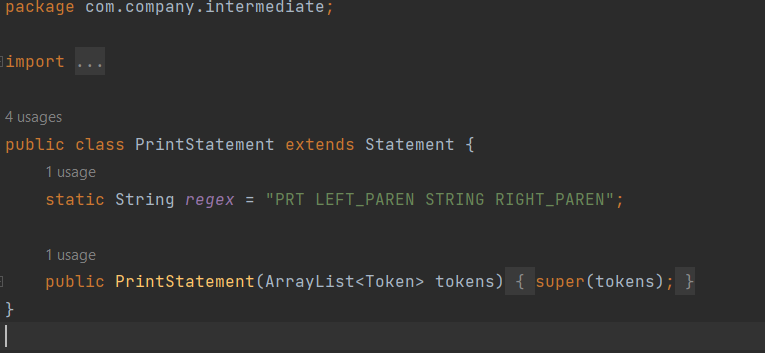 package com.company.intermediate;
import ...
4 usages
public class PrintStatement extends Statement {
1 usage
static String regex = "PRT LEFT_PAREN STRING RIGHT_PAREN";
1 usage
public PrintStatement(ArrayList<Token> tokens) { super(tokens); }
}